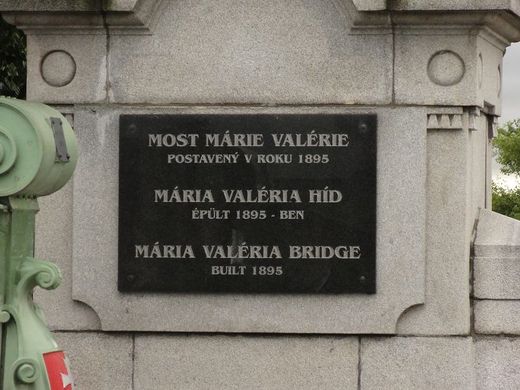 MOST MÁRIE VALÉRIE
POSTAVENÝ V ROKU 1895
MÁRIA VALÉRIA HÍD
ÉPÜLT 1895 - BEN
MÁRIA VALÉRIA BRIDGE
BUILT 1895